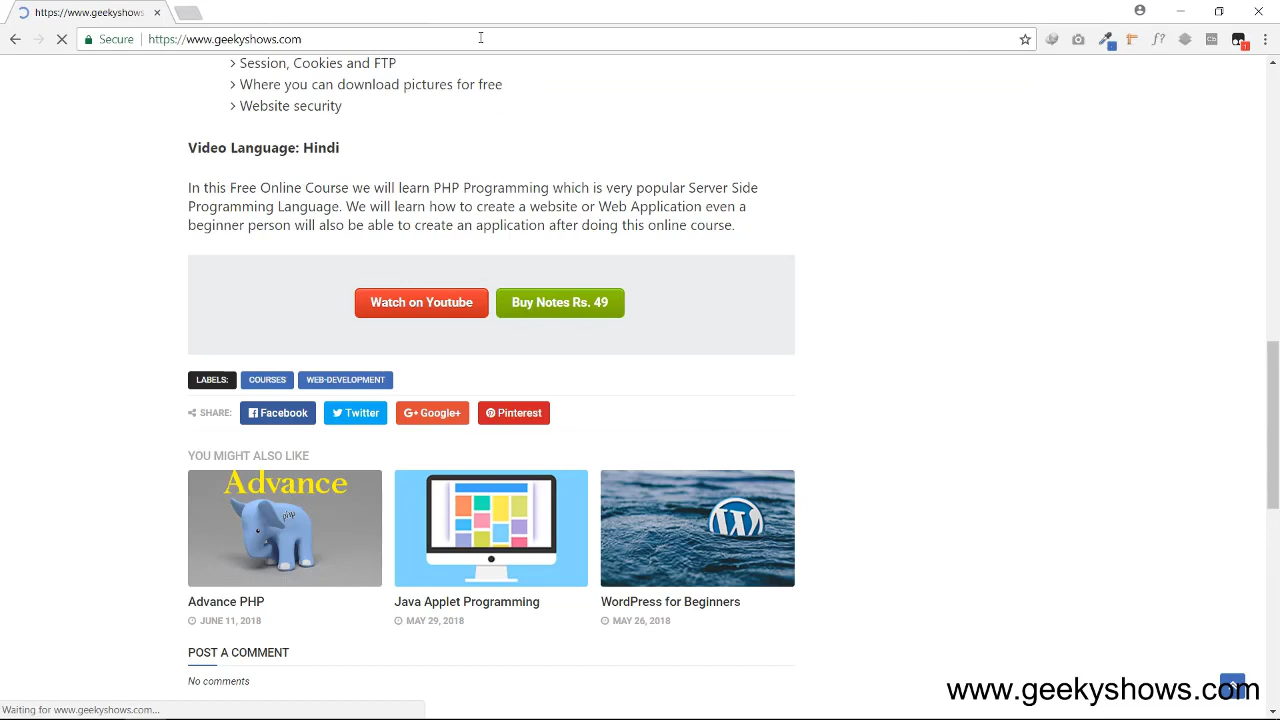 https://www.geekyshows.
Secure https://www.geekyshows.com
> Session, Cookies and FTP
> Where you can download pictures for free
> Website security
Video Language: Hindi
In this Free Online Course we will learn PHP Programming which is very popular Server Side
Programming Language. We will learn how to create a website or Web Application even a
beginner person will also be able to create an application after doing this online course.
Watch on Youtube Buy Notes Rs. 49
LABELS: COURSES WEB-DEVELOPMENT
SHARE: Facebook Twitter G+ Google+ Pinterest
YOU MIGHT ALSO LIKE
Advance
php
Advance PHP Java Applet Programming WordPress for Beginners
JUNE 11, 2018 MAY 29, 2018 MAY 26, 2018
POST A COMMENT
No comments
www.geekyshows.com
Waiting for www.geekyshows.com...